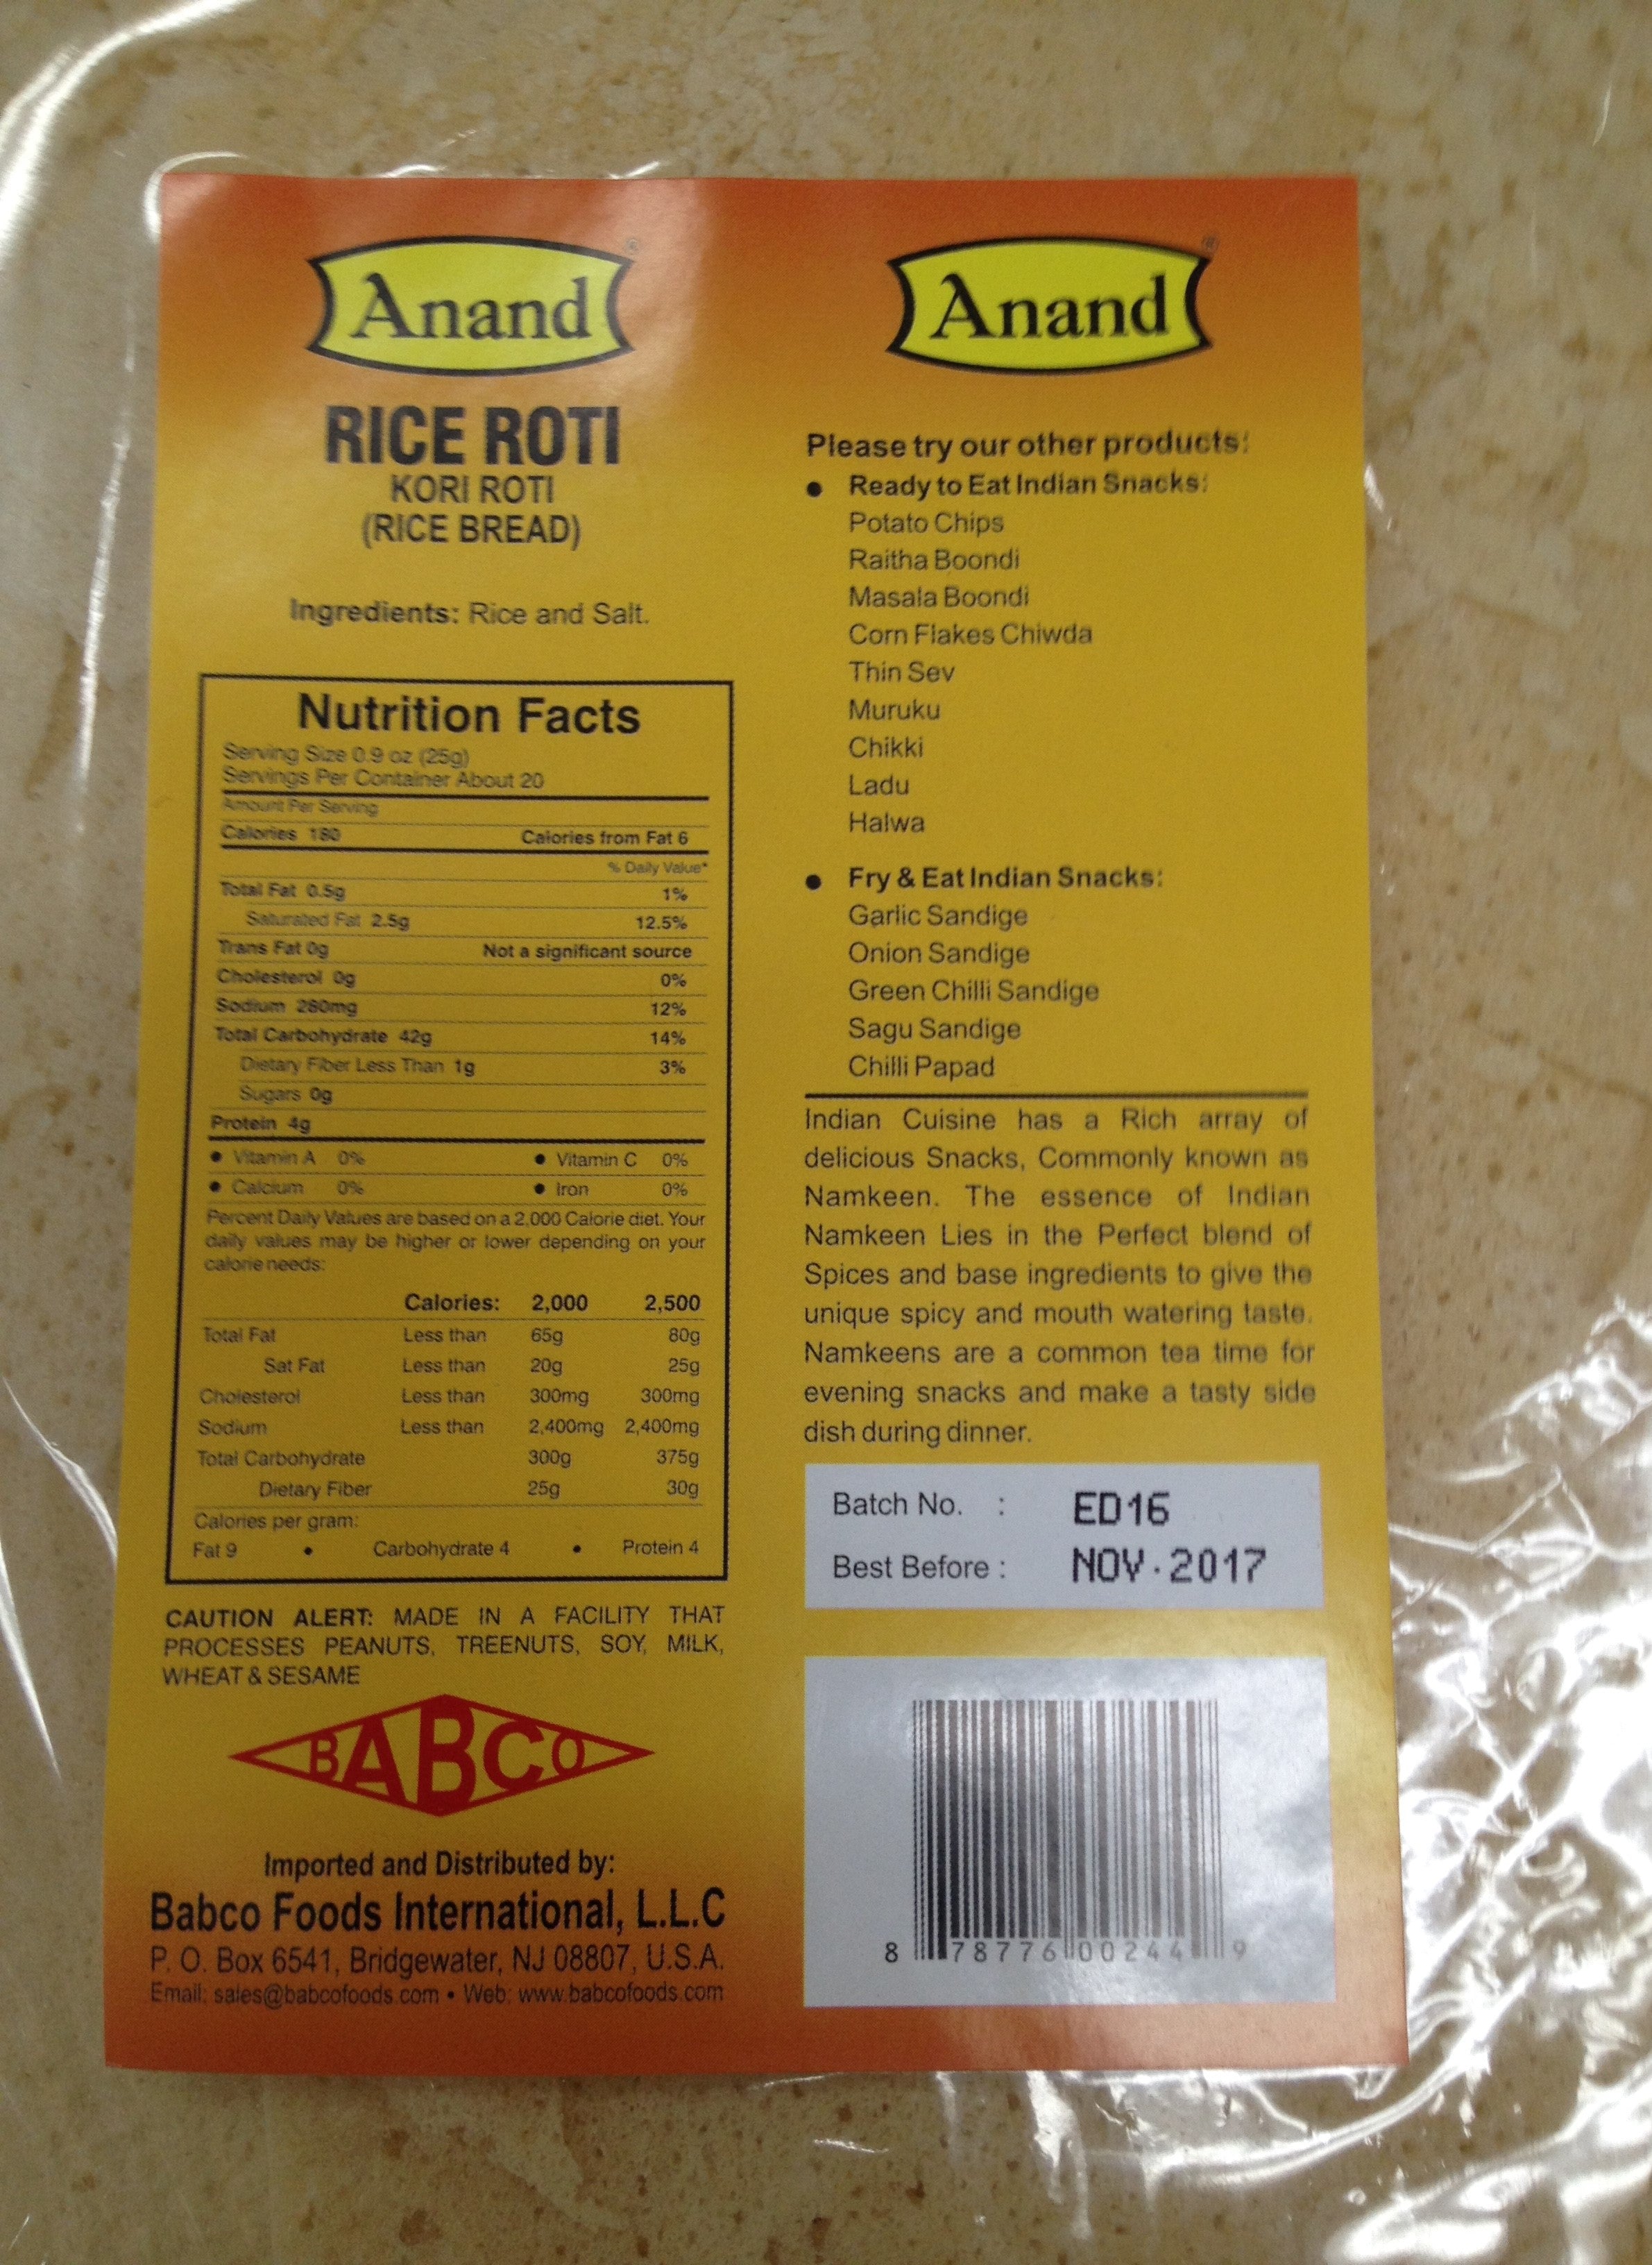 Anand
RICE ROTI
KORI ROTI
(RICE BREAD)
Ingredients: Rice and Salt.
Nutrition Facts
Serving Size 0.9 oz (25g)
Servings Per Container About 20
Amount Per Serving
Calories 180 Calories from Fat 6
% Daily Value*
Total Fat 0.5g 1%
Saturated Fat 2.5g 12.5%
Trans Fat 0g Not a significant source
Cholesterol 0g 0%
Sodium 280mg 12%
Total Carbohydrate 42g 14%
Dietary Fiber Less Than 1g 3%
Sugars 0g
Protein 4g
• Vitamin A 0% • Vitamin C 0%
• Calcium 0% • Iron 0%
Percent Daily Values are based on a 2,000 Calorie diet. Your
daily values may be higher or lower depending on your
calorie needs:
Calories: 2,000 2,500
Total Fat Less than 65g 80g
Sat Fat Less than 20g 25g
Cholesterol Less than 300mg 300mg
Sodium Less than 2,400mg 2,400mg
Total Carbohydrate 300g 375g
Dietary Fiber 25g 30g
Calories per gram:
Fat 9 • Carbohydrate 4 • Protein 4
CAUTION ALERT: MADE IN A FACILITY THAT
PROCESSES PEANUTS, TREENUTS, SOY, MILK,
WHEAT & SESAME
BABCO
Imported and Distributed by:
Babco Foods International, L.L.C
P. O. Box 6541, Bridgewater, NJ 08807, U.S.A.
Email: sales@babcofoods.com • Web: www.babcofoods.com
Anand
Please try our other products:
• Ready to Eat Indian Snacks:
Potato Chips
Raitha Boondi
Masala Boondi
Corn Flakes Chiwda
Thin Sev
Muruku
Chikki
Ladu
Halwa
• Fry & Eat Indian Snacks:
Garlic Sandige
Onion Sandige
Green Chilli Sandige
Sagu Sandige
Chilli Papad
Indian Cuisine has a Rich array of
delicious Snacks, Commonly known as
Namkeen. The essence of Indian
Namkeen Lies in the Perfect blend of
Spices and base ingredients to give the
unique spicy and mouth watering taste.
Namkeens are a common tea time for
evening snacks and make a tasty side
dish during dinner.
Batch No. : ED16
Best Before : NOV·2017
8 78776 00244 9